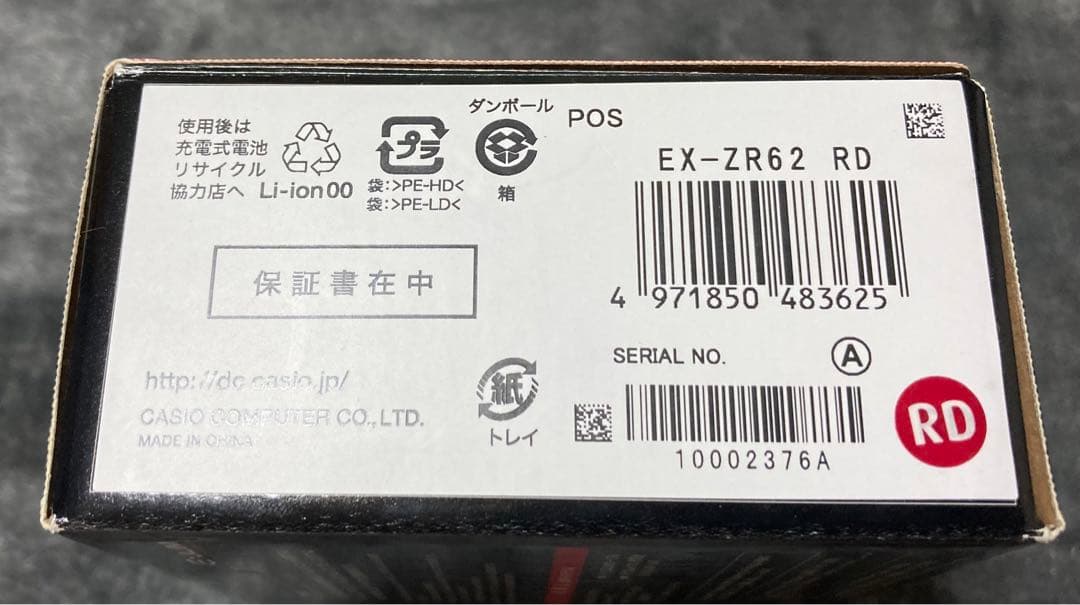 使用後は
充電式電池
リサイクル
協力店へ
Li-ion00
プラ
袋:>PE-HD<
袋:>PE-LD<
ダンボール
箱
POS
EX-ZR62 RD
4 971850 483625
保証書在中
SERIAL NO.
A
http://dc.casio.jp/
CASIO COMPUTER CO.,LTD.
MADE IN CHINA
紙
トレイ
10002376A
RD